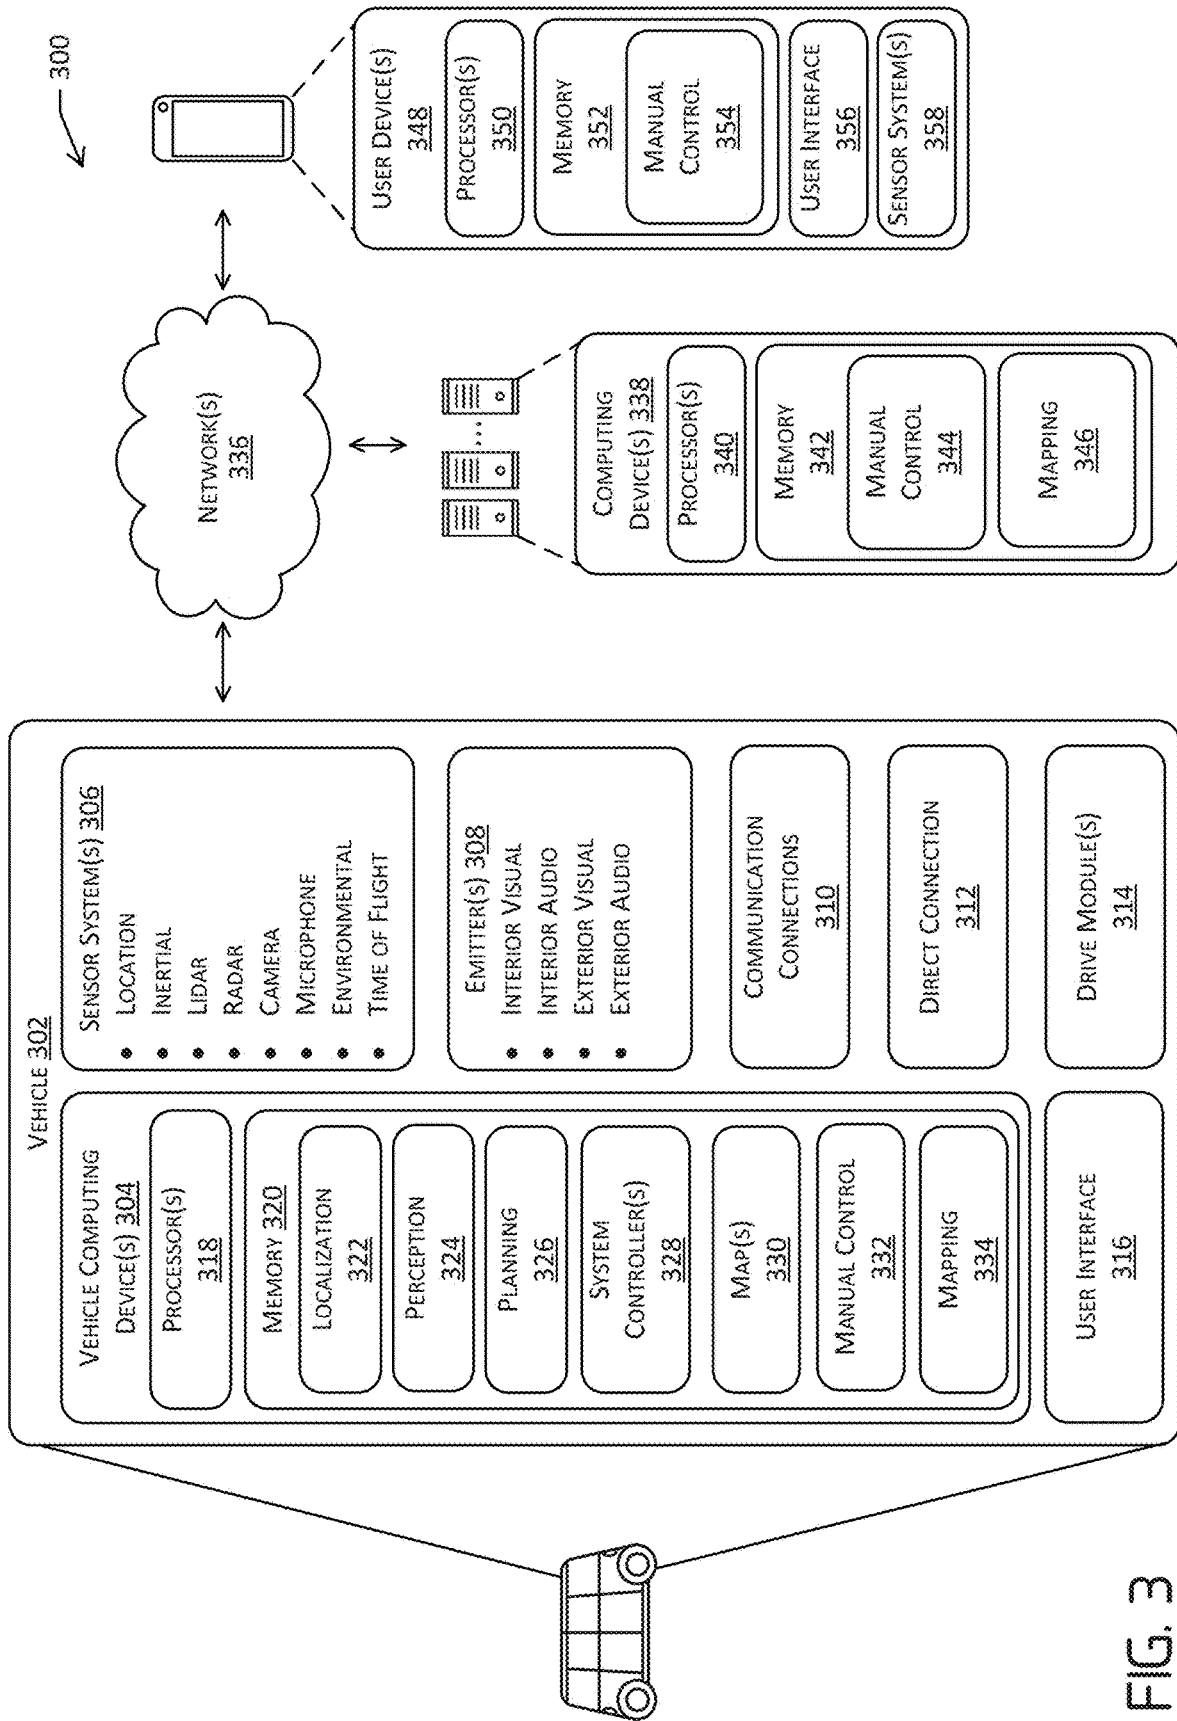 300
VEHICLE 302
VEHICLE COMPUTING
DEVICE(S) 304
PROCESSOR(S)
318
MEMORY 320
LOCALIZATION
322
PERCEPTION
324
PLANNING
326
SYSTEM
CONTROLLER(S)
328
MAP(S)
330
MANUAL CONTROL
332
MAPPING
334
USER INTERFACE
316
SENSOR SYSTEM(S) 306
• LOCATION
• INERTIAL
• LIDAR
• RADAR
• CAMERA
• MICROPHONE
• ENVIRONMENTAL
• TIME OF FLIGHT
EMITTER(S) 308
• INTERIOR VISUAL
• INTERIOR AUDIO
• EXTERIOR VISUAL
• EXTERIOR AUDIO
COMMUNICATION
CONNECTIONS
310
DIRECT CONNECTION
312
DRIVE MODULE(S)
314
NETWORK(S)
336
...
COMPUTING
DEVICE(S) 338
PROCESSOR(S)
340
MEMORY
342
MANUAL
CONTROL
344
MAPPING
346
USER DEVICE(S)
348
PROCESSOR(S)
350
MEMORY
352
MANUAL
CONTROL
354
USER INTERFACE
356
SENSOR SYSTEM(S)
358
FIG. 3